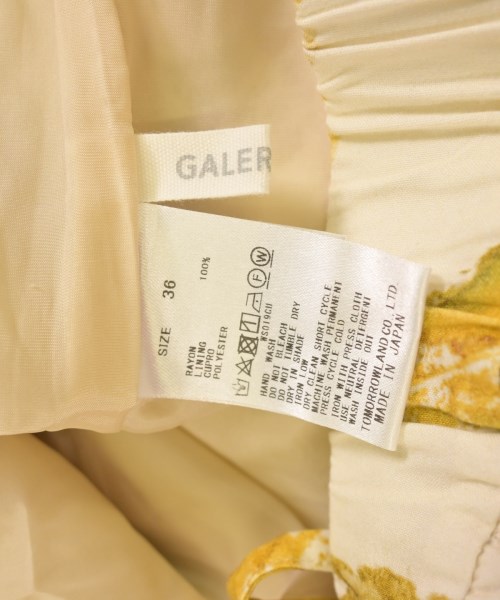 GALER
SIZE 36
RAYON 100%
LINING
CUPRO
POLYESTER
WSD19CU
HAND WASH
DO NOT BLEACH
DO NOT TUMBLE DRY
DRY IN SHADE
IRON LOW
DRY CLEAN SHORT CYCLE
MACHINE WASH PERMANENT
PRESS CYCLE COLD
IRON WITH PRESS CLOTH
USE NEUTRAL DETERGENT
WASH INSIDE OUT
TOMORROWLAND CO., LTD.
MADE IN JAPAN